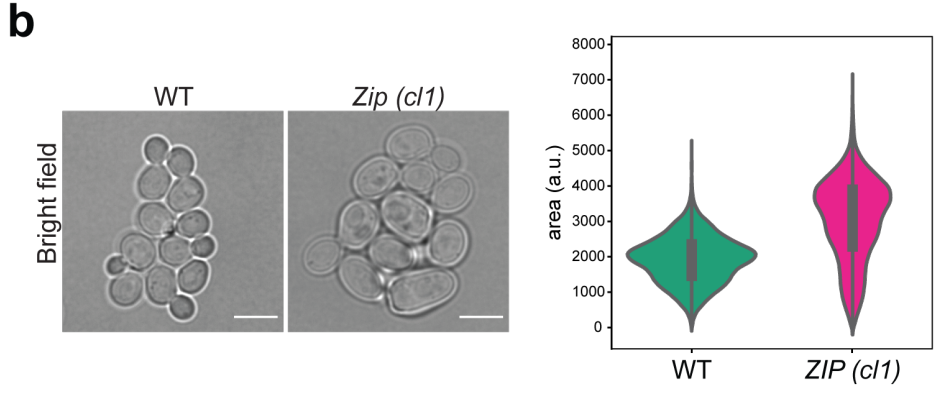 b
WT
Zip (cl1)
Bright field
area (a.u.)
8000
7000
6000
5000
4000
3000
2000
1000
0
WT
ZIP (cl1)